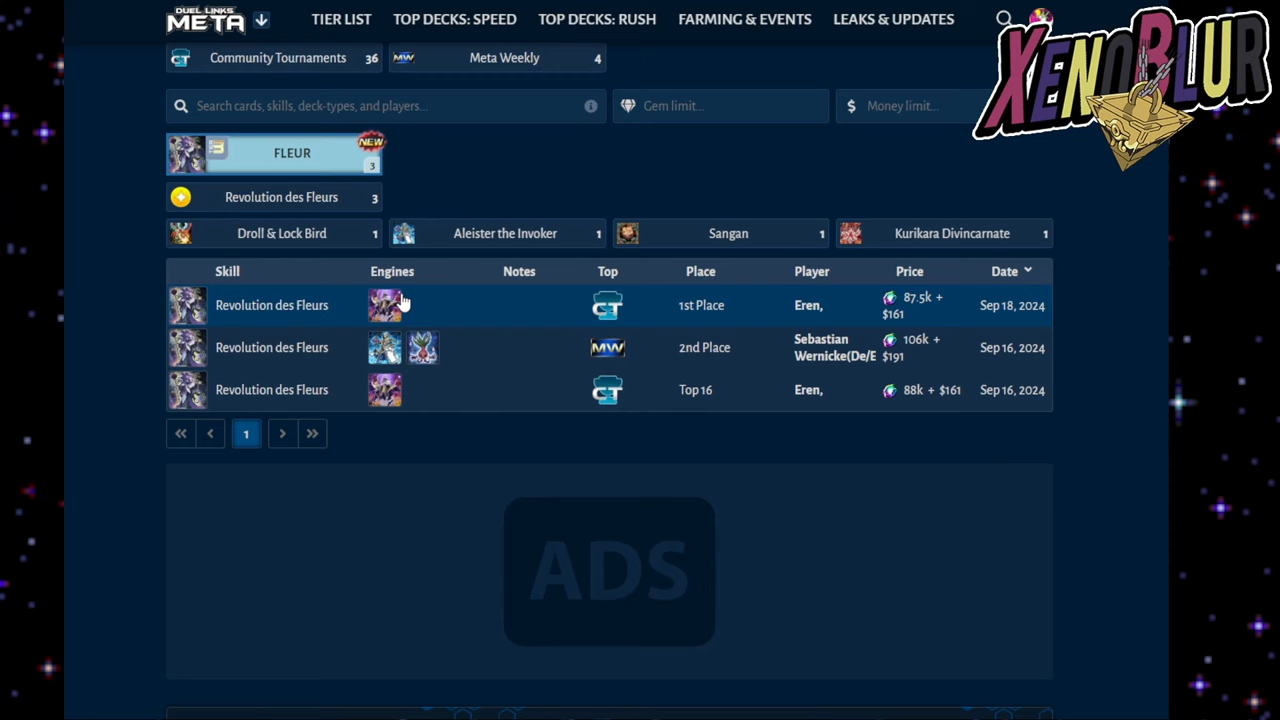 DUEL LINKS
META
TIER LIST
TOP DECKS: SPEED
TOP DECKS: RUSH
FARMING & EVENTS
LEAKS & UPDATES
XENOBLUR
CT Community Tournaments 36
MW Meta Weekly 4
Search cards, skills, deck-types, and players...
Gem limit...
$ Money limit...
FLEUR NEW 3
Revolution des Fleurs 3
Droll & Lock Bird 1
Aleister the Invoker 1
Sangan 1
Kurikara Divincarnate 1
Skill Engines Notes Top Place Player Price Date
Revolution des Fleurs CT 1st Place Eren, 87.5k + $161 Sep 18, 2024
Revolution des Fleurs MW 2nd Place Sebastian Wernicke(De/E 106k + $191 Sep 16, 2024
Revolution des Fleurs CT Top 16 Eren, 88k + $161 Sep 16, 2024
1
ADS